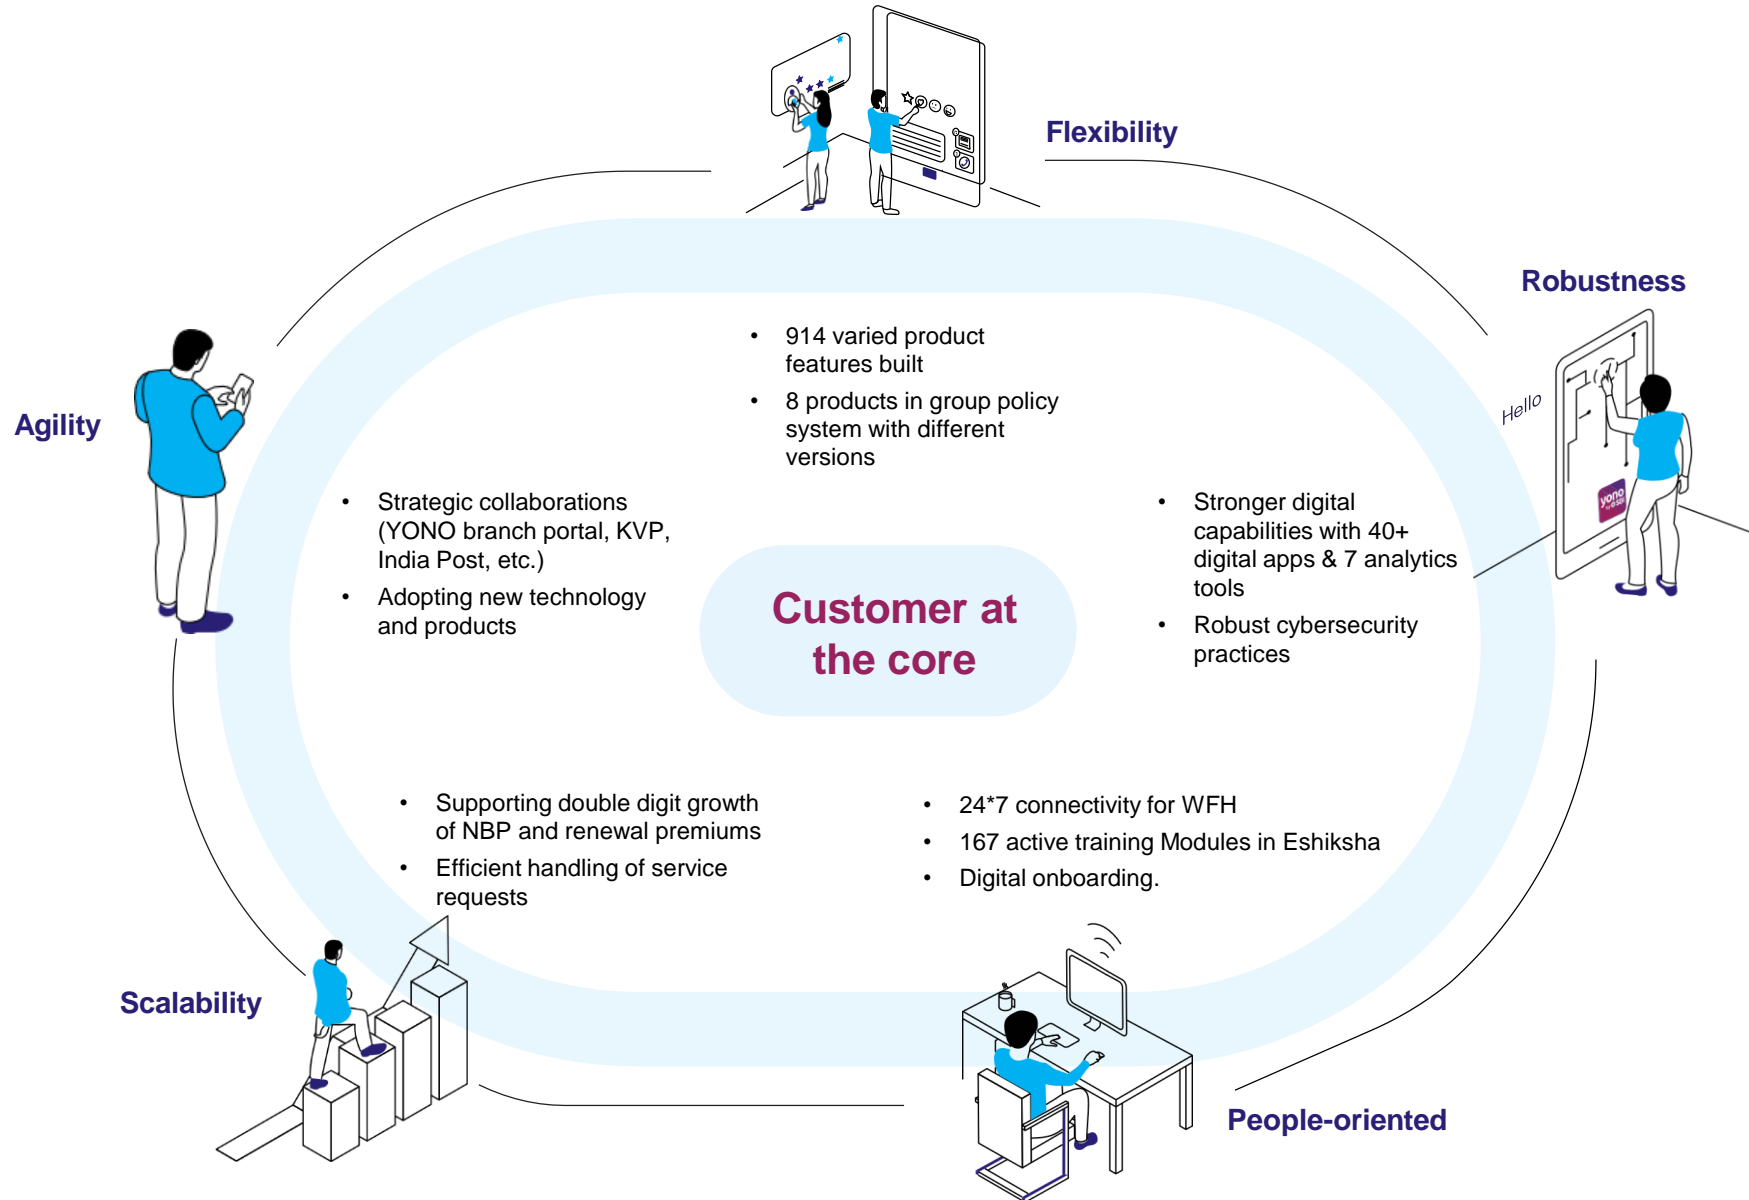 Flexibility
Robustness
• 914 varied product
features built
• 8 products in group policy
system with different
versions
Agility
Hello
• Strategic collaborations
(YONO branch portal, KVP,
India Post, etc.)
• Adopting new technology
and products
• Stronger digital
capabilities with 40+
digital apps & 7 analytics
tools
• Robust cybersecurity
practices
yono
by SBI
Customer at
the core
• Supporting double digit growth
of NBP and renewal premiums
• Efficient handling of service
requests
• 24*7 connectivity for WFH
• 167 active training Modules in Eshiksha
• Digital onboarding.
Scalability
People-oriented